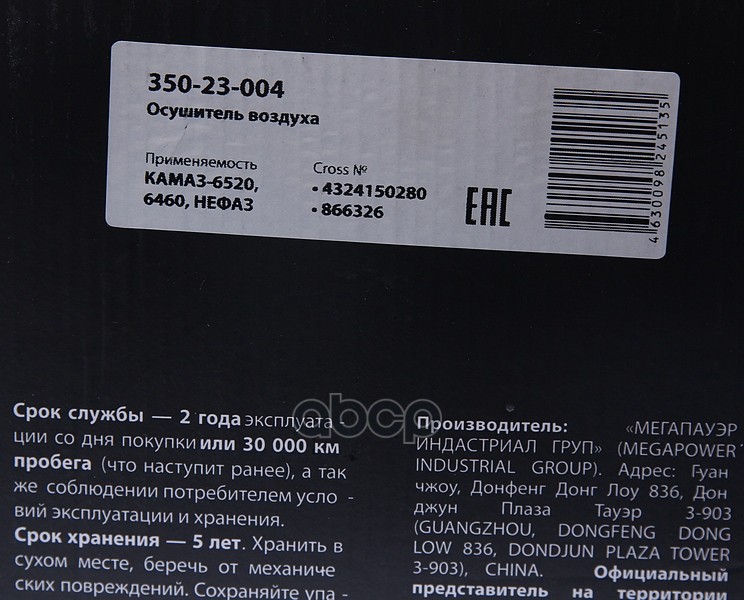 350-23-004
Осушитель воздуха
Применяемость
КАМАЗ-6520,
6460, НЕФАЗ
Cross №
• 4324150280
• 866326
EAC
4630098245135
Срок службы — 2 года эксплуата -
ции со дня покупки или 30 000 км
пробега (что наступит ранее), а так
же соблюдении потребителем усло -
вий эксплуатации и хранения.
Срок хранения — 5 лет. Хранить в
сухом месте, беречь от механиче
ских повреждений. Сохраняйте упа -
abcp
Производитель: «МЕГАПАУЭР
ИНДАСТРИАЛ ГРУП» (MEGAPOWER
INDUSTRIAL GROUP). Адрес: Гуан
чжоу, Донфенг Донг Лоу 836, Дон
джун Плаза Тауэр 3-903
(GUANGZHOU, DONGFENG DONG
LOW 836, DONDJUN PLAZA TOWER
3-903), CHINA. Официальный
представитель на территории